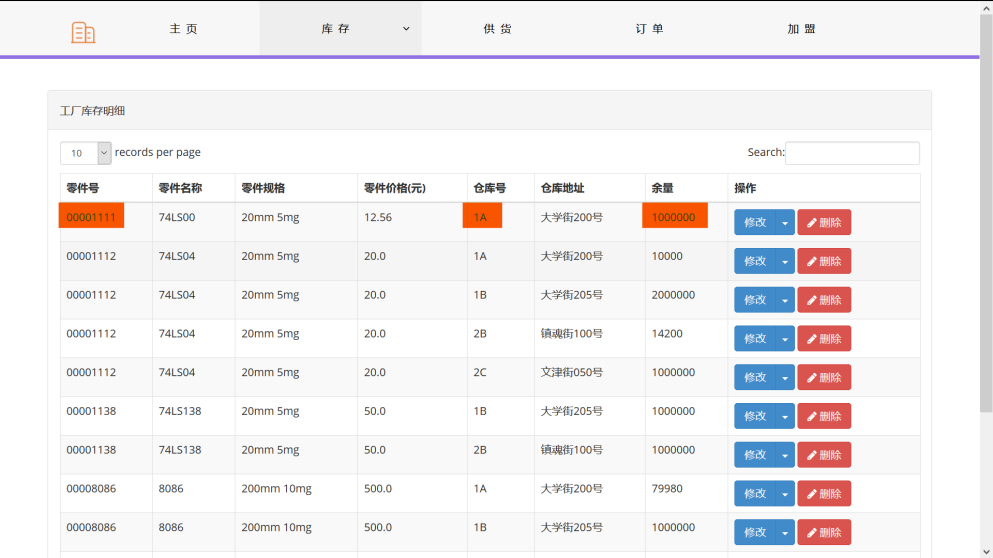 主页 库存 供货 订单 加盟
工厂库存明细
10 records per page Search:
零件号 零件名称 零件规格 零件价格(元) 仓库号 仓库地址 余量 操作
00001111 74LS00 20mm 5mg 12.56 1A 大学街200号 1000000 修改 删除
00001112 74LS04 20mm 5mg 20.0 1A 大学街200号 10000 修改 删除
00001112 74LS04 20mm 5mg 20.0 1B 大学街205号 2000000 修改 删除
00001112 74LS04 20mm 5mg 20.0 2B 镇魂街100号 14200 修改 删除
00001112 74LS04 20mm 5mg 20.0 2C 文津街050号 1000000 修改 删除
00001138 74LS138 20mm 5mg 50.0 1B 大学街205号 1000000 修改 删除
00001138 74LS138 20mm 5mg 50.0 2B 镇魂街100号 1000000 修改 删除
00008086 8086 200mm 10mg 500.0 1A 大学街200号 79980 修改 删除
00008086 8086 200mm 10mg 500.0 1B 大学街205号 1000000 修改 删除